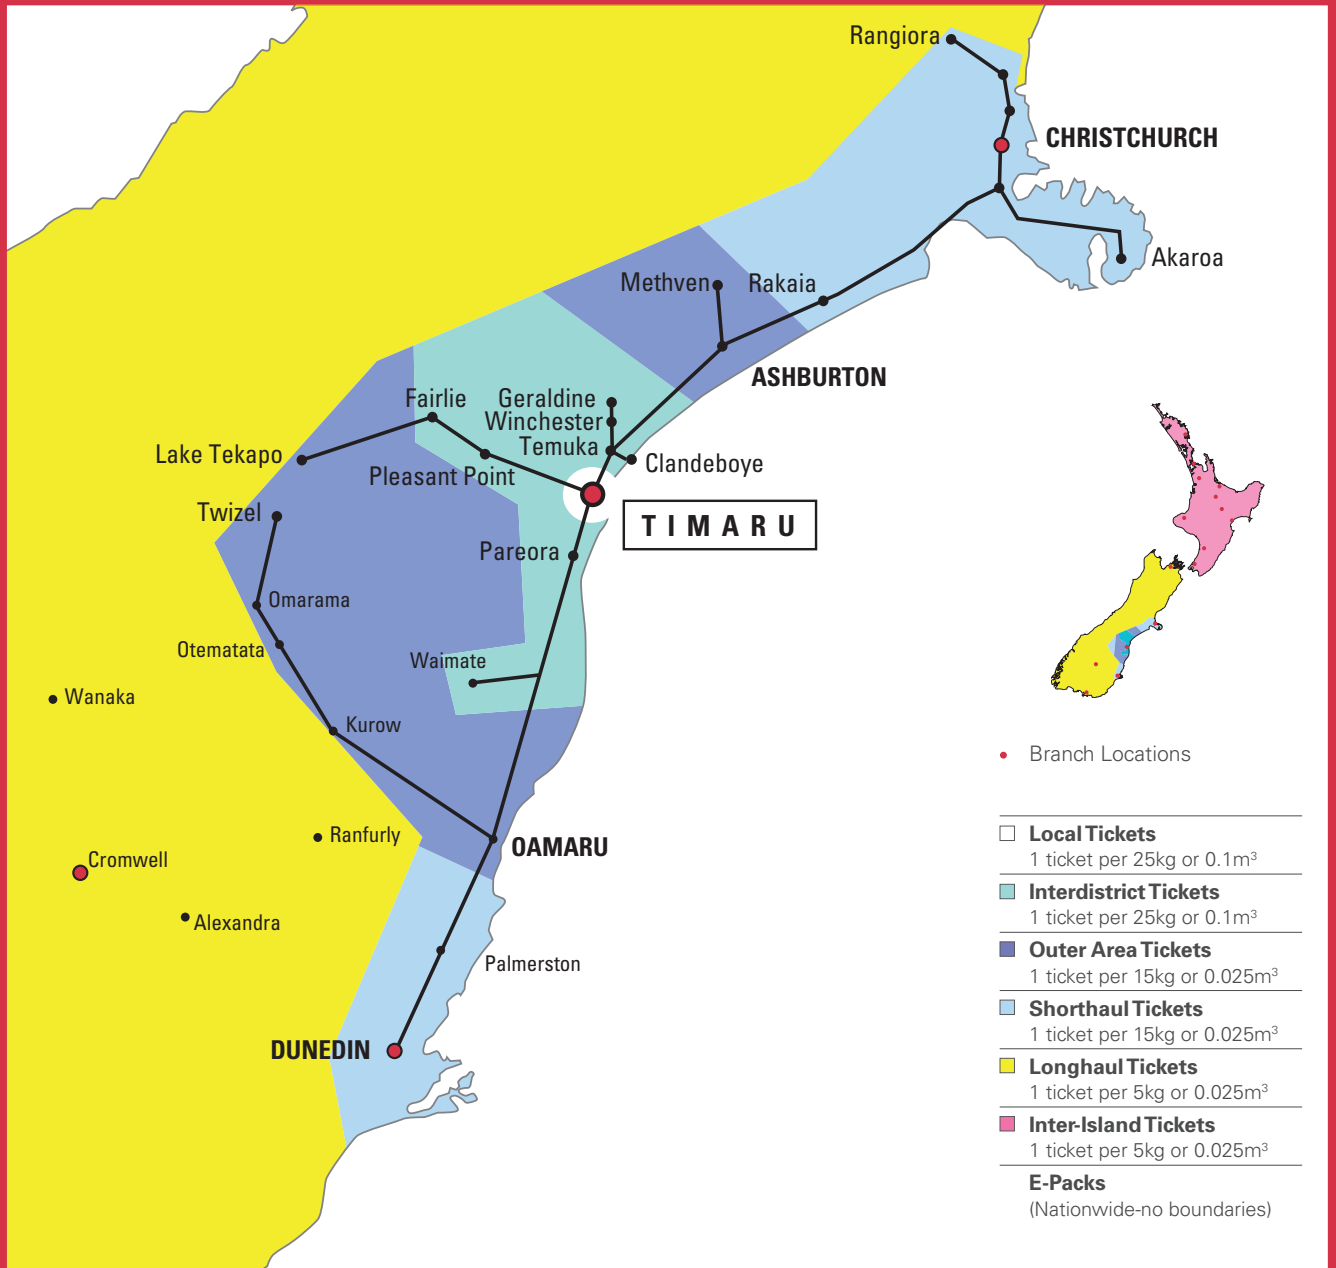 Rangiora
CHRISTCHURCH
Akaroa
Methven
Rakaia
ASHBURTON
Fairlie
Geraldine
Winchester
Temuka
Lake Tekapo
Clandeboye
Pleasant Point
Twizel
TIMARU
Pareora
Omarama
Otematata
Waimate
Wanaka
Kurow
Ranfurly
OAMARU
Cromwell
Alexandra
Palmerston
DUNEDIN
Branch Locations
Local Tickets
1 ticket per 25kg or 0.1m³
Interdistrict Tickets
1 ticket per 25kg or 0.1m³
Outer Area Tickets
1 ticket per 15kg or 0.025m³
Shorthaul Tickets
1 ticket per 15kg or 0.025m³
Longhaul Tickets
1 ticket per 5kg or 0.025m³
Inter-Island Tickets
1 ticket per 5kg or 0.025m³
E-Packs
(Nationwide-no boundaries)